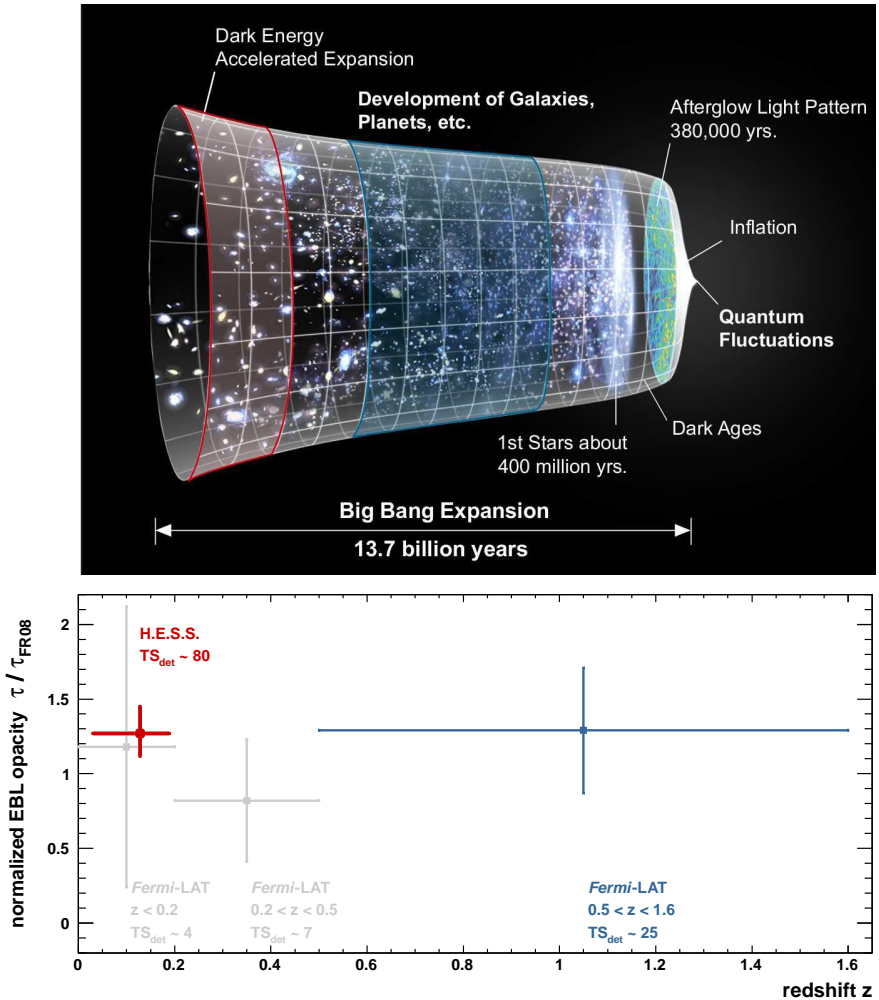 Dark Energy
Accelerated Expansion
Development of Galaxies,
Planets, etc.
Afterglow Light Pattern
380,000 yrs.
Inflation
Quantum
Fluctuations
Dark Ages
1st Stars about
400 million yrs.
Big Bang Expansion
13.7 billion years
normalized EBL opacity τ / τFR08
2
1.5
1
0.5
0
H.E.S.S.
TSdet ~ 80
Fermi-LAT
z < 0.2
TSdet ~ 4
Fermi-LAT
0.2 < z < 0.5
TSdet ~ 7
Fermi-LAT
0.5 < z < 1.6
TSdet ~ 25
0 0.2 0.4 0.6 0.8 1 1.2 1.4 1.6
redshift z